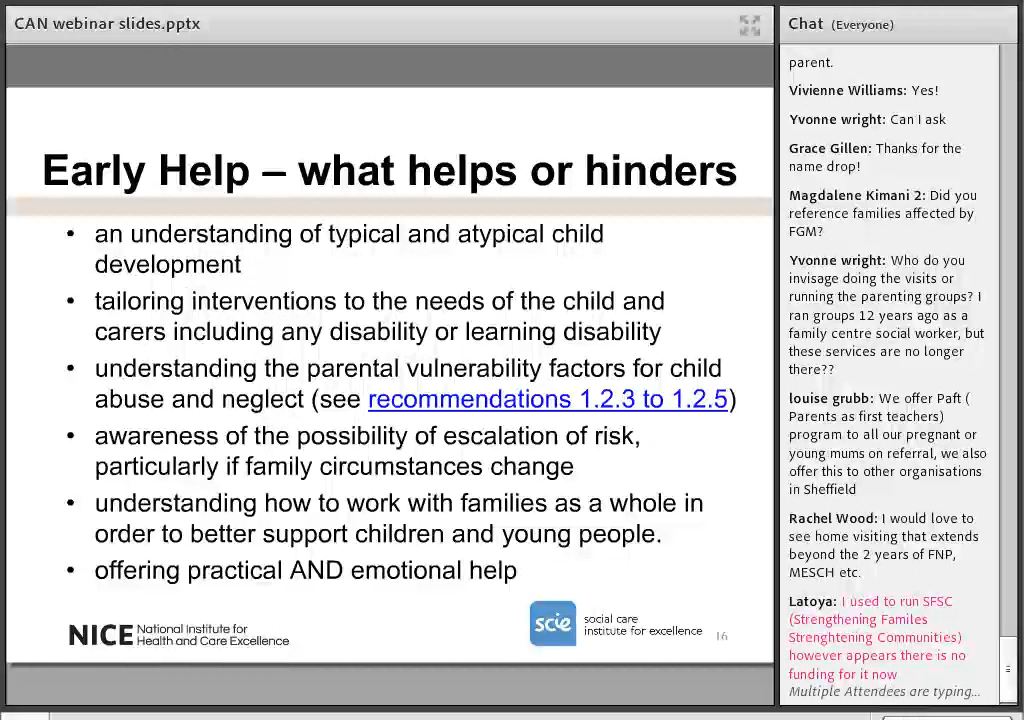 CAN webinar slides.pptx
Early Help – what helps or hinders
• an understanding of typical and atypical child
development
• tailoring interventions to the needs of the child and
carers including any disability or learning disability
• understanding the parental vulnerability factors for child
abuse and neglect (see recommendations 1.2.3 to 1.2.5)
• awareness of the possibility of escalation of risk,
particularly if family circumstances change
• understanding how to work with families as a whole in
order to better support children and young people.
• offering practical AND emotional help
NICE National Institute for
Health and Care Excellence
scie social care
institute for excellence
16
Chat (Everyone)
parent.
Vivienne Williams: Yes!
Yvonne wright: Can I ask
Grace Gillen: Thanks for the
name drop!
Magdalene Kimani 2: Did you
reference families affected by
FGM?
Yvonne wright: Who do you
invisage doing the visits or
running the parenting groups? I
ran groups 12 years ago as a
family centre social worker, but
these services are no longer
there??
louise grubb: We offer Paft (
Parents as first teachers)
program to all our pregnant or
young mums on referral, we also
offer this to other organisations
in Sheffield
Rachel Wood: I would love to
see home visiting that extends
beyond the 2 years of FNP,
MESCH etc.
Latoya: I used to run SFSC
(Strengthening Familes
Strenghtening Communities)
however appears there is no
funding for it now
Multiple Attendees are typing...